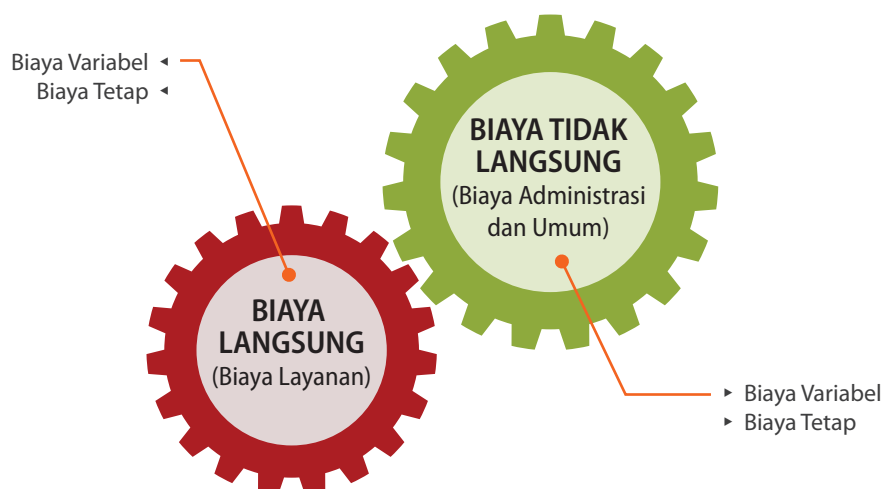 Biaya Variabel
Biaya Tetap
BIAYA TIDAK
LANGSUNG
(Biaya Administrasi
dan Umum)
BIAYA
LANGSUNG
(Biaya Layanan)
Biaya Variabel
Biaya Tetap